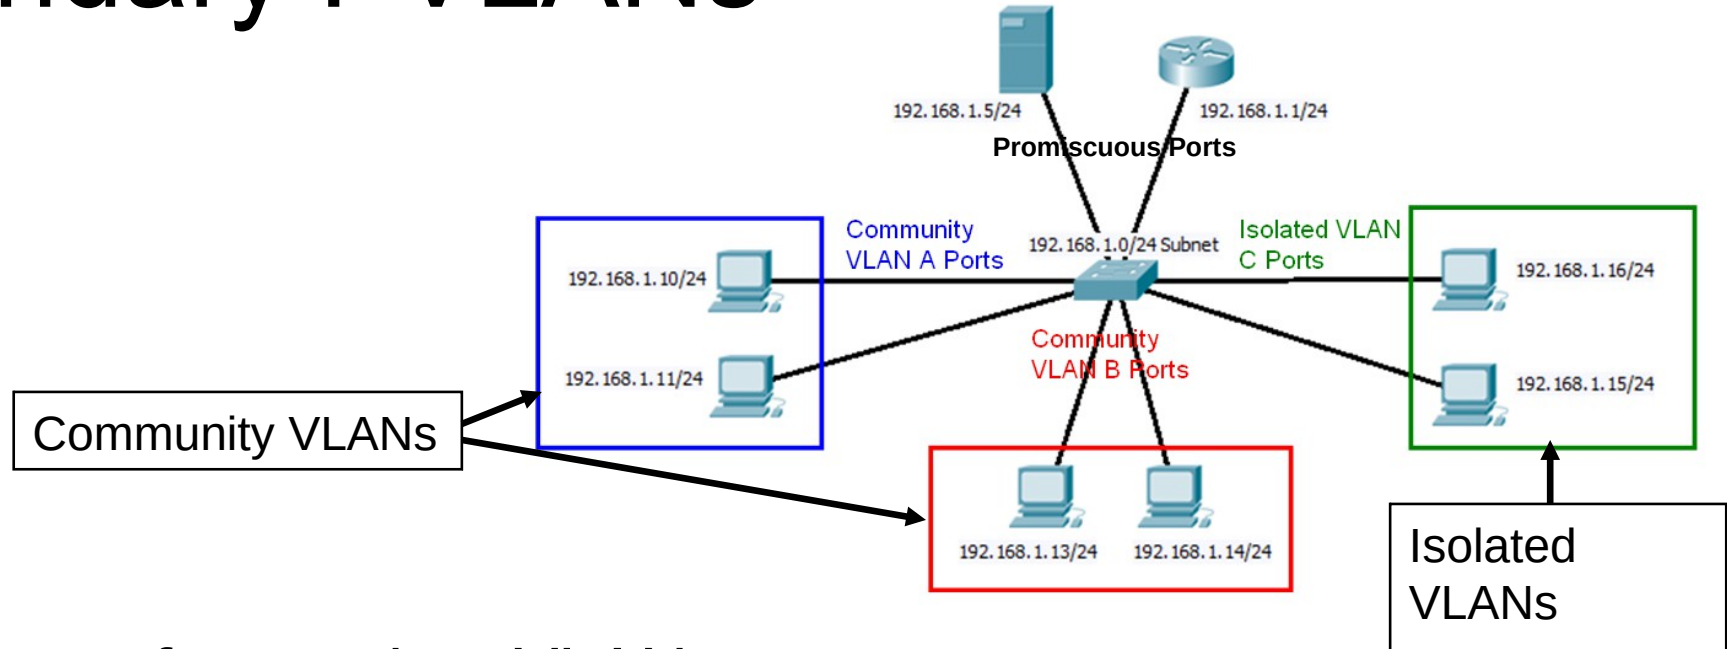 192.168.1.5/24
192.168.1.1/24
Promiscuous Ports
Community
VLAN A Ports
192.168.1.0/24 Subnet
Isolated VLAN
C Ports
192.168.1.10/24
192.168.1.16/24
Community
VLAN B Ports
192.168.1.11/24
192.168.1.15/24
Community VLANs
192.168.1.13/24
192.168.1.14/24
Isolated
VLANs